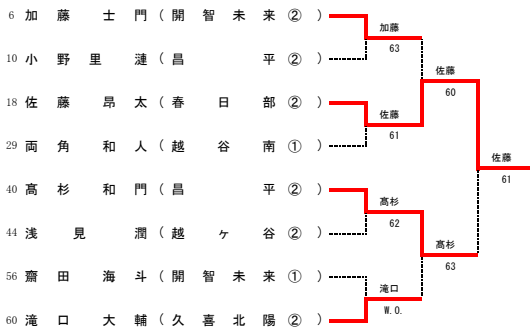 6 加藤 士門 (開智未来 ②)
10 小野里 漣 (昌平 ②)
18 佐藤 昂太 (春日部 ②)
29 両角 和人 (越谷南 ①)
40 髙杉 和門 (昌平 ②)
44 浅見 潤 (越ヶ谷 ②)
56 齋田 海斗 (開智未来 ①)
60 滝口 大輔 (久喜北陽 ②)
加藤
63
佐藤
61
髙杉
62
滝口
W.O.
佐藤
60
髙杉
63
佐藤
61